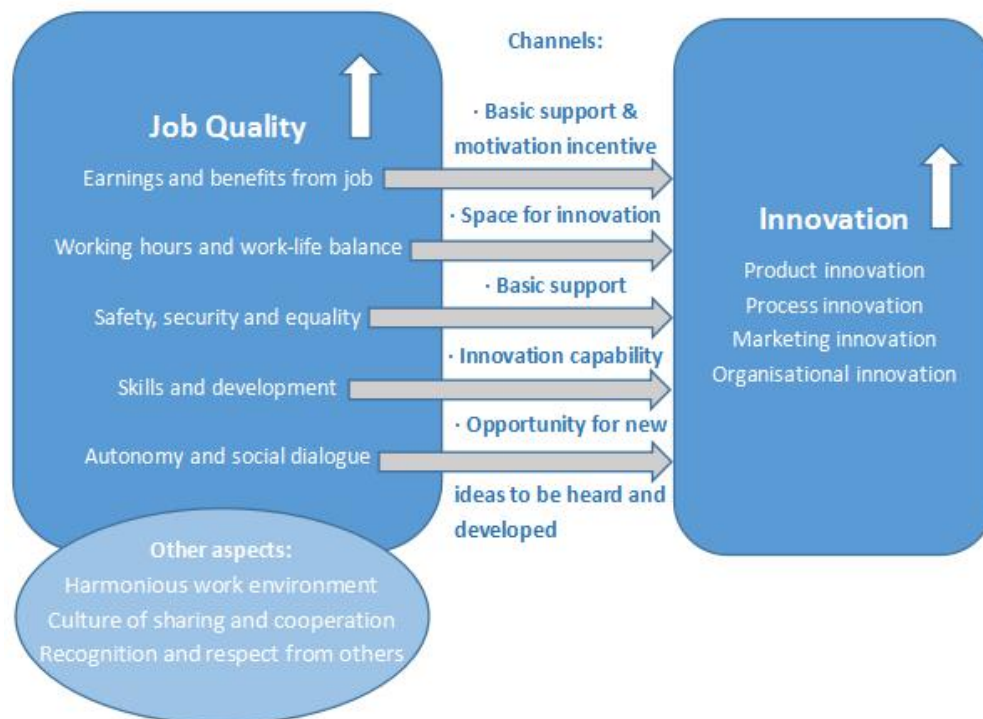 Job Quality
Earnings and benefits from job
Working hours and work-life balance
Safety, security and equality
Skills and development
Autonomy and social dialogue
Other aspects:
Harmonious work environment
Culture of sharing and cooperation
Recognition and respect from others
Channels:
· Basic support &
motivation incentive
· Space for innovation
· Basic support
· Innovation capability
· Opportunity for new
ideas to be heard and
developed
Innovation
Product innovation
Process innovation
Marketing innovation
Organisational innovation